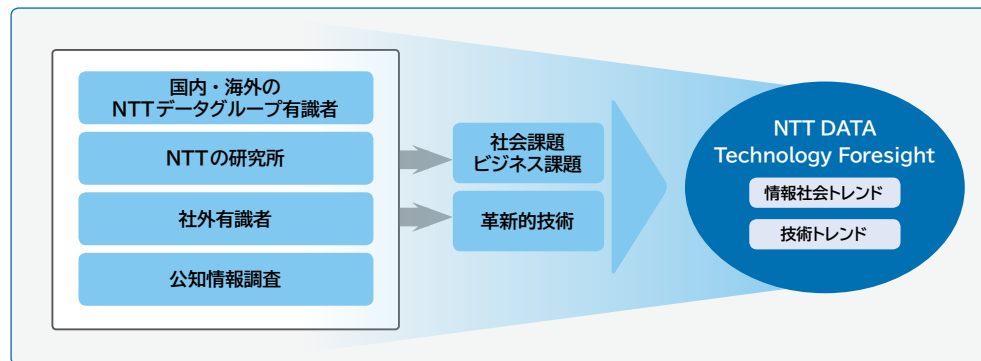 国内・海外の
NTTデータグループ有識者
NTTの研究所
社外有識者
公知情報調査
社会課題
ビジネス課題
革新的技術
NTT DATA
Technology Foresight
情報社会トレンド
技術トレンド